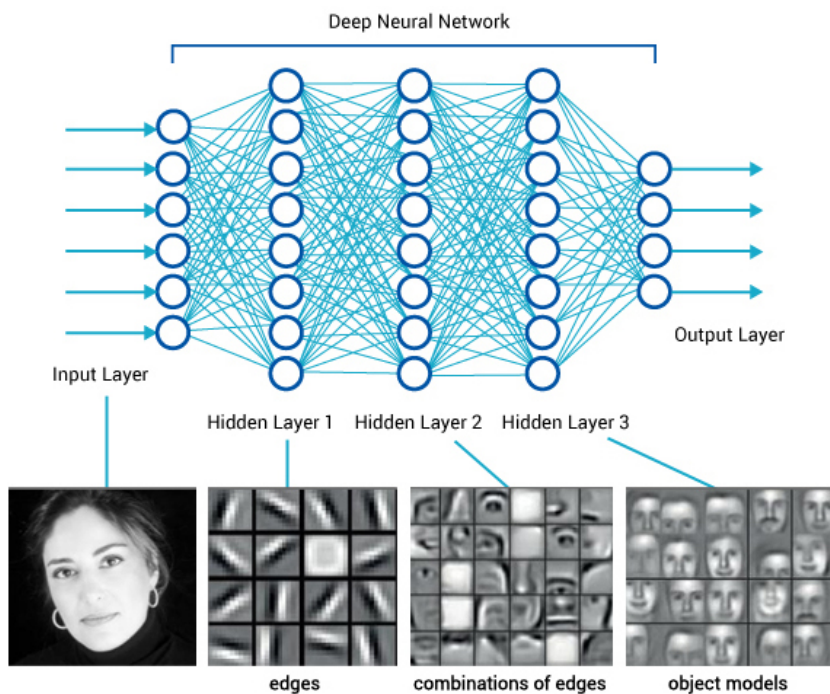 Deep Neural Network
Input Layer
Output Layer
Hidden Layer 1
Hidden Layer 2
Hidden Layer 3
edges
combinations of edges
object models